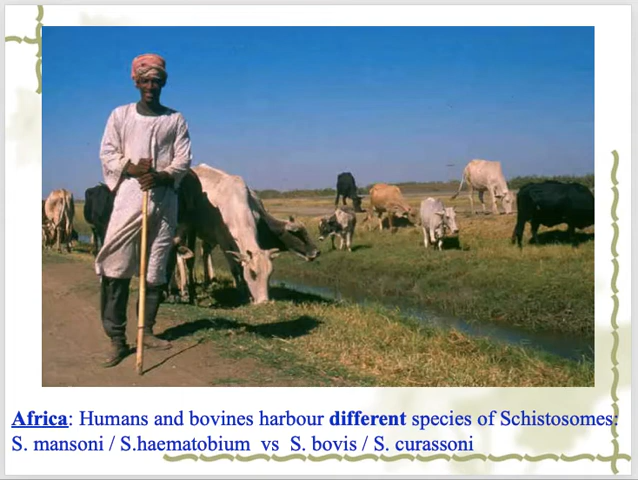 Africa: Humans and bovines harbour different species of Schistosomes:
S. mansoni / S.haematobium  vs  S. bovis / S. curassoni